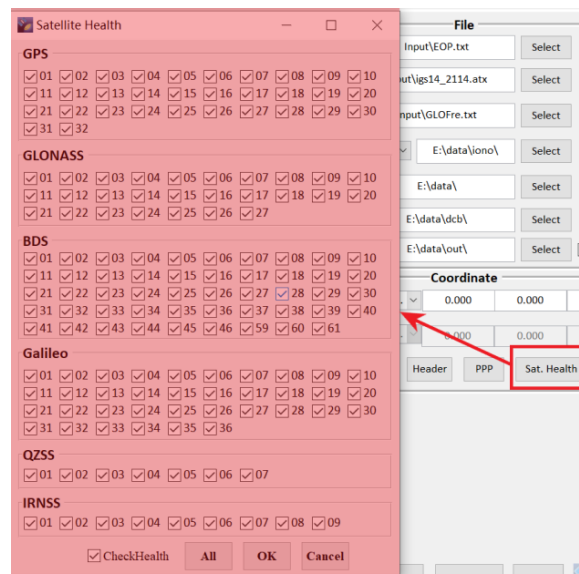 Satellite Health
GPS
01 02 03 04 05 06 07 08 09 10
11 12 13 14 15 16 17 18 19 20
21 22 23 24 25 26 27 28 29 30
31 32
GLONASS
01 02 03 04 05 06 07 08 09 10
11 12 13 14 15 16 17 18 19 20
21 22 23 24 25 26 27
BDS
01 02 03 04 05 06 07 08 09 10
11 12 13 14 15 16 17 18 19 20
21 22 23 24 25 26 27 28 29 30
31 32 33 34 35 36 37 38 39 40
41 42 43 44 45 46 59 60 61
Galileo
01 02 03 04 05 06 07 08 09 10
11 12 13 14 15 16 17 18 19 20
21 22 23 24 25 26 27 28 29 30
31 32 33 34 35 36
QZSS
01 02 03 04 05 06 07
IRNSS
01 02 03 04 05 06 07 08 09
CheckHealth All OK Cancel
File
Input\EOP.txt Select
out\igs14_2114.atx Select
nput\GLOFre.txt Select
E:\data\iono\ Select
E:\data\ Select
E:\data\dcb\ Select
E:\data\out\ Select
Coordinate
0.000 0.000
0.000 0.000
Header PPP Sat. Health